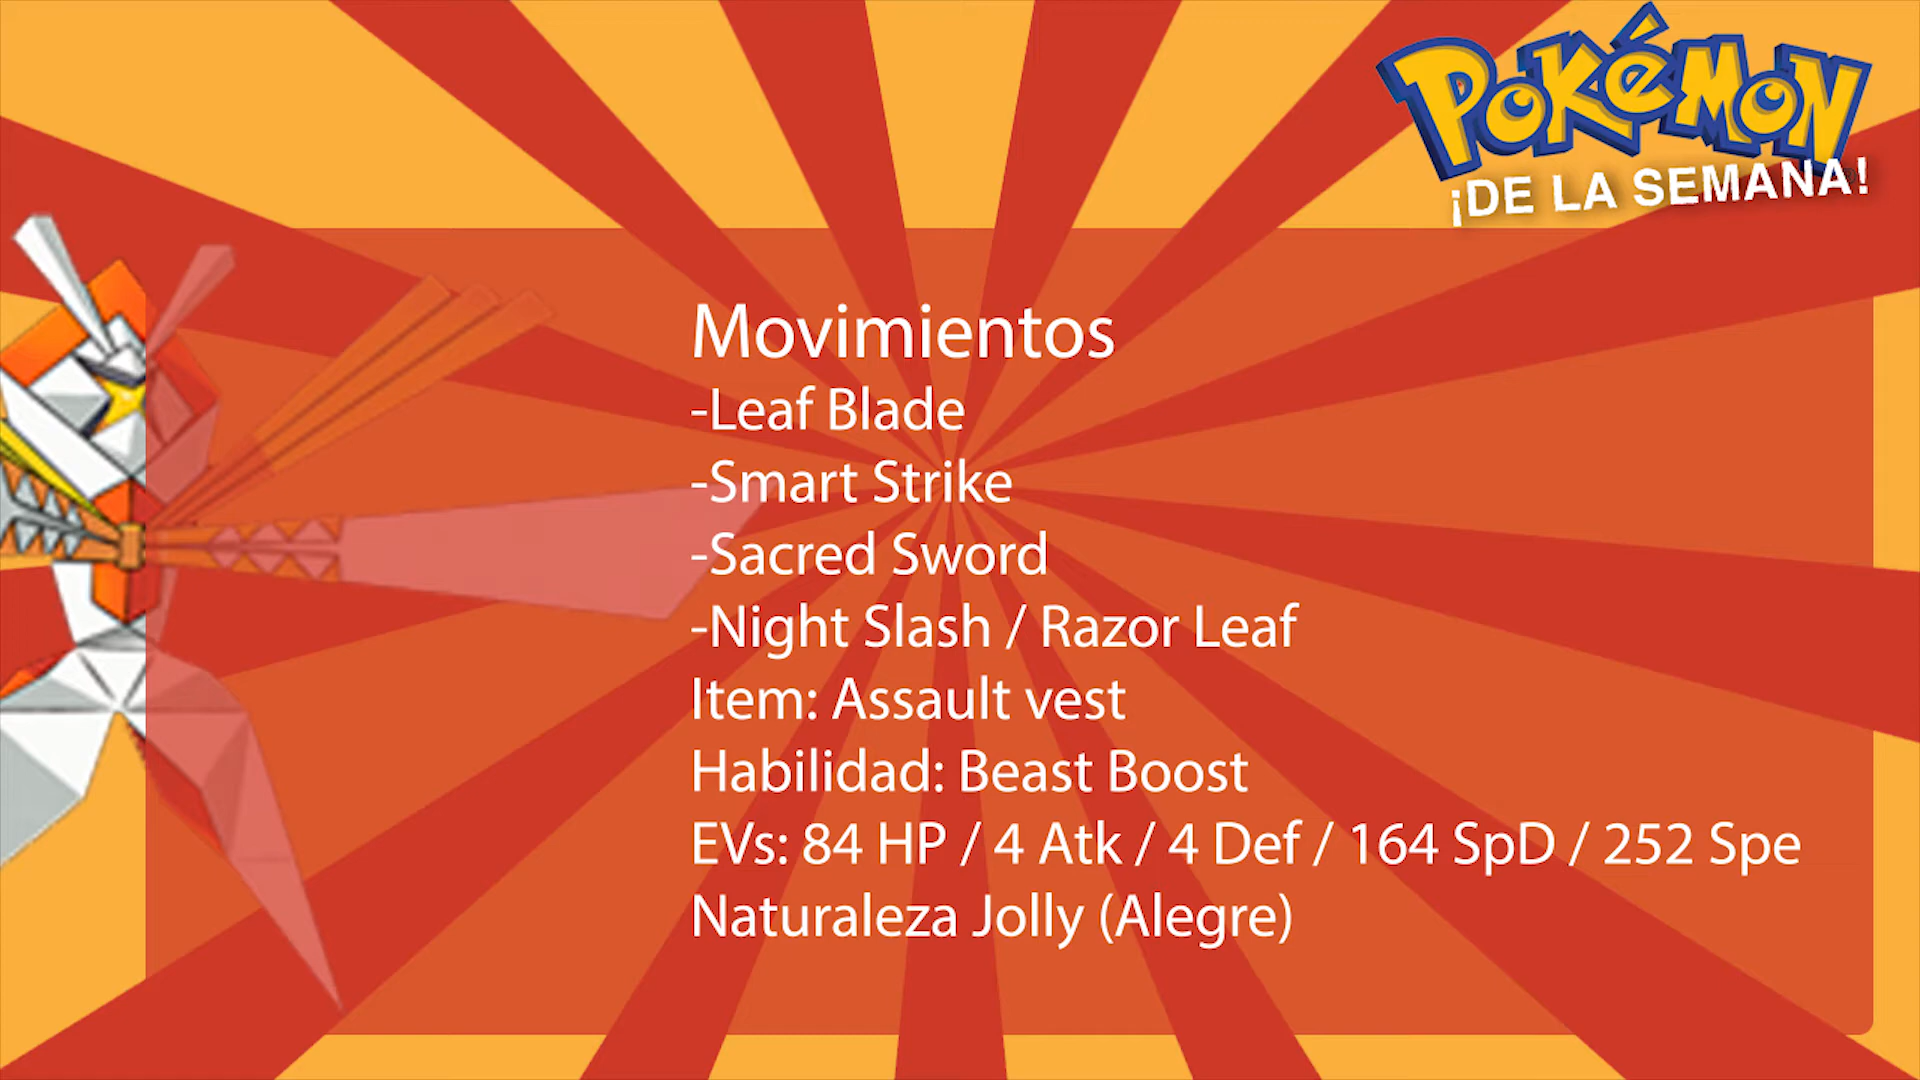 POKéMON
¡DE LA SEMANA!
Movimientos
-Leaf Blade
-Smart Strike
-Sacred Sword
-Night Slash / Razor Leaf
Item: Assault vest
Habilidad: Beast Boost
EVs: 84 HP / 4 Atk / 4 Def / 164 SpD / 252 Spe
Naturaleza Jolly (Alegre)